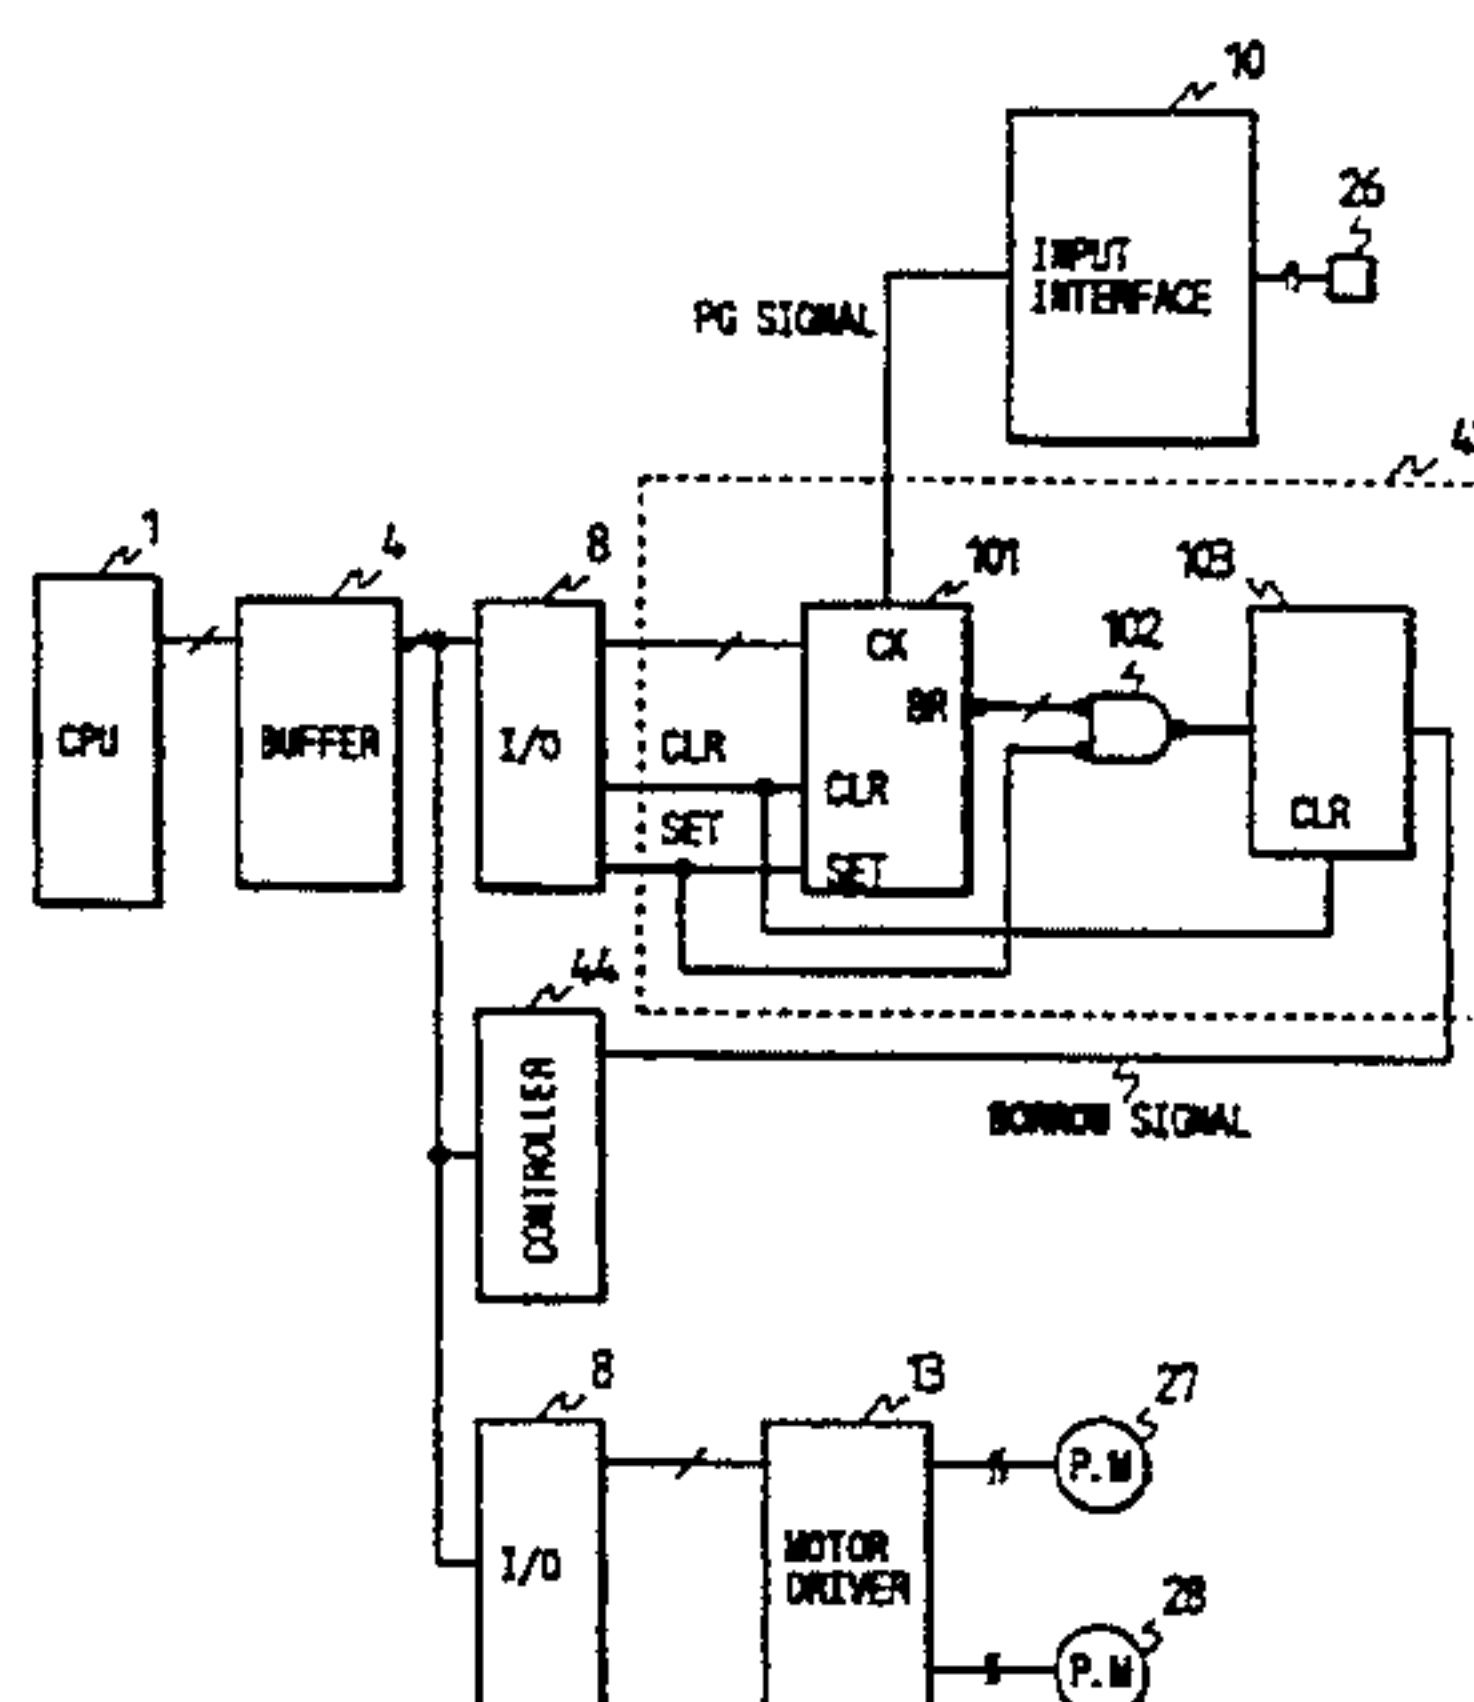 10
26
INPUT
INTERFACE
PG SIGNAL
1
4
8
101
103
102
CK
BR
CPU
BUFFER
I/O
CLR
CLR
CLR
SET
SET
44
CONTROLLER
BORROW SIGNAL
8
13
27
P.M
I/O
MOTOR
DRIVER
28
P.M